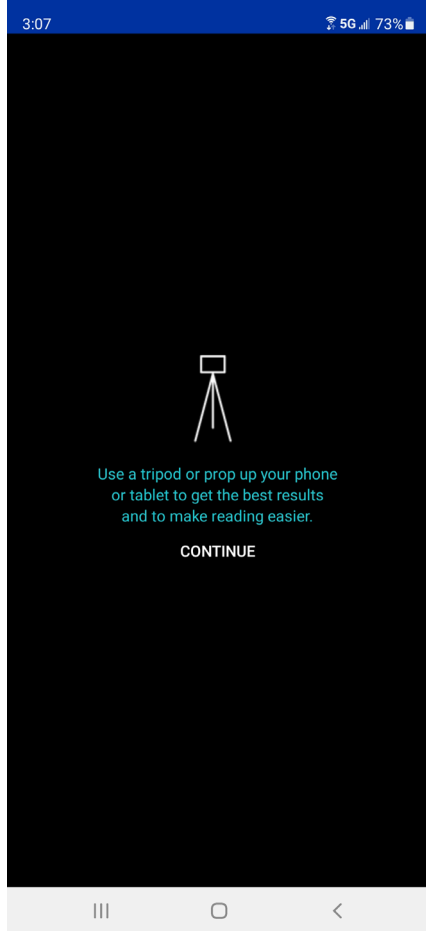 3:07 5G 73%
Use a tripod or prop up your phone
or tablet to get the best results
and to make reading easier.
CONTINUE